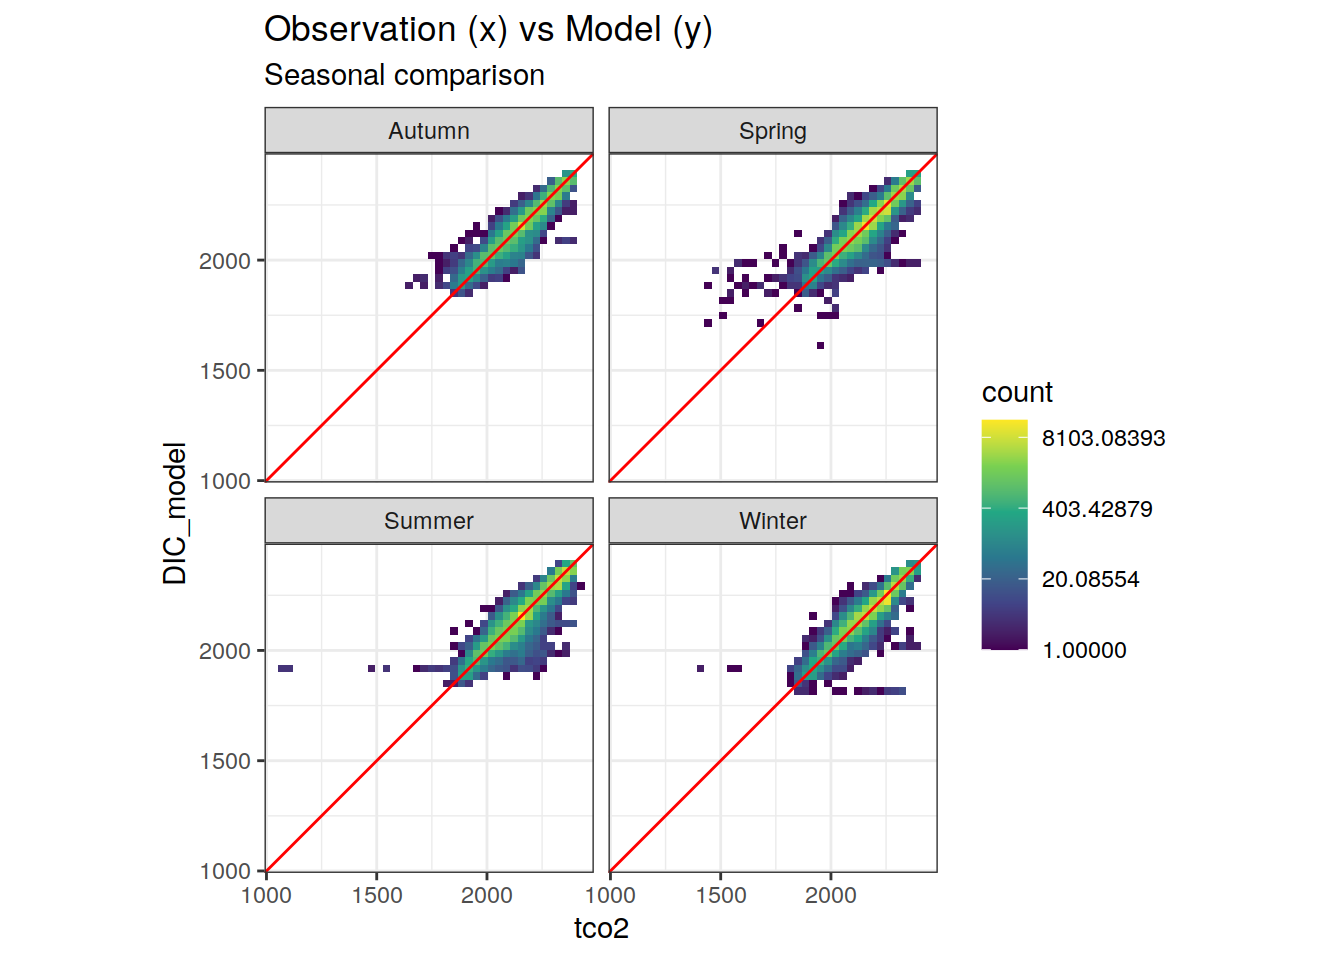 Observation (x) vs Model (y)
Seasonal comparison
Autumn
Spring
2000
1500
1000
Summer
Winter
2000
1500
1000
1000
1500
2000
1000
1500
2000
DIC_model
tco2
count
8103.08393
403.42879
20.08554
1.00000